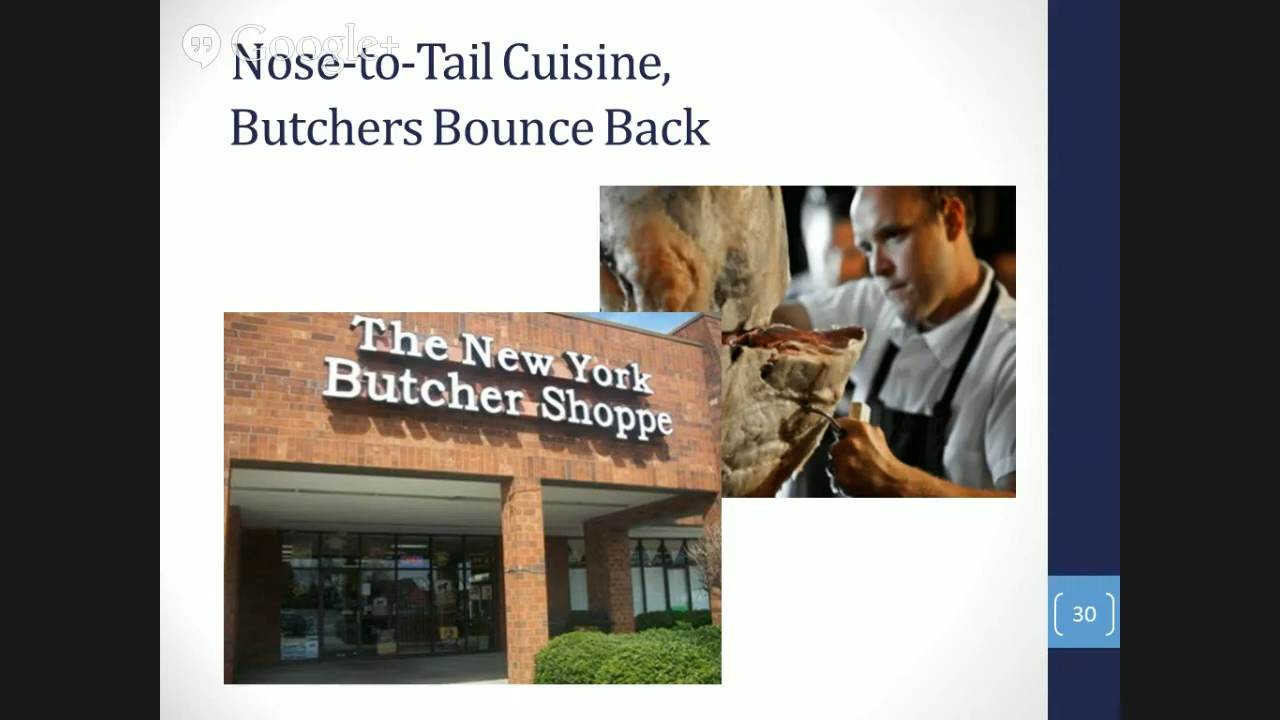 Google+
Nose-to-Tail Cuisine,
Butchers Bounce Back
The New York
Butcher Shoppe
30